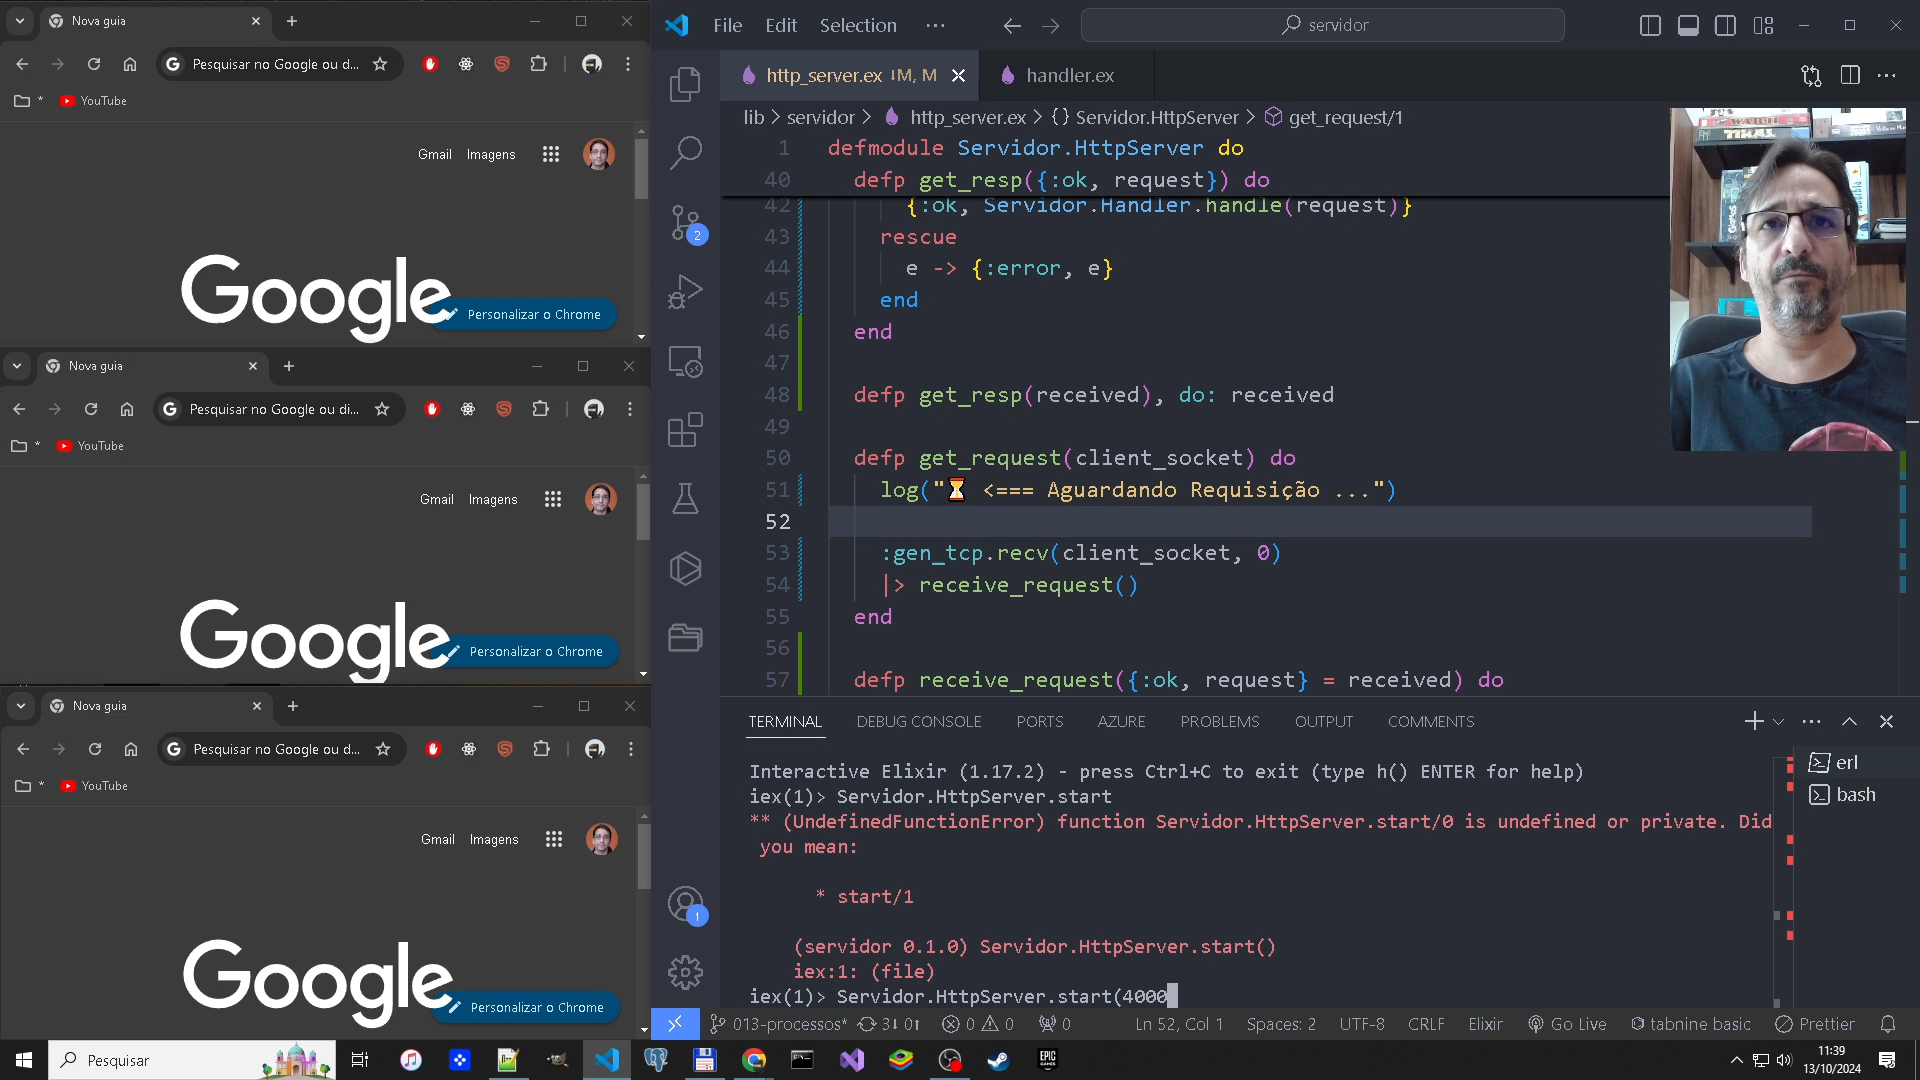 Nova guia
Pesquisar no Google ou d...
*
YouTube
Gmail Imagens
Google
Personalizar o Chrome
Nova guia
Pesquisar no Google ou di...
*
YouTube
Gmail Imagens
Google
Personalizar o Chrome
Nova guia
Pesquisar no Google ou d...
*
YouTube
Gmail Imagens
Google
Personalizar o Chrome
File Edit Selection ...
servidor
http_server.ex ↓M, M
handler.ex
lib > servidor > http_server.ex > {} Servidor.HttpServer > get_request/1
1 defmodule Servidor.HttpServer do
40 defp get_resp({:ok, request}) do
42 {:ok, Servidor.Handler.handle(request)}
43 rescue
44 e -> {:error, e}
45 end
46 end
47
48 defp get_resp(received), do: received
49
50 defp get_request(client_socket) do
51 log("⏳ <=== Aguardando Requisição ...")
52
53 :gen_tcp.recv(client_socket, 0)
54 |> receive_request()
55 end
56
57 defp receive_request({:ok, request} = received) do
2
1
TIKAL
TERMINAL DEBUG CONSOLE PORTS AZURE PROBLEMS OUTPUT COMMENTS
erl
bash
Interactive Elixir (1.17.2) - press Ctrl+C to exit (type h() ENTER for help)
iex(1)> Servidor.HttpServer.start
** (UndefinedFunctionError) function Servidor.HttpServer.start/0 is undefined or private. Did
you mean:
* start/1
(servidor 0.1.0) Servidor.HttpServer.start()
iex:1: (file)
iex(1)> Servidor.HttpServer.start(4000
013-processos* 3↓ 0↑ 0 0 0 Ln 52, Col 1 Spaces: 2 UTF-8 CRLF Elixir Go Live tabnine basic Prettier
Pesquisar
EPIC GAMES
11:39
13/10/2024